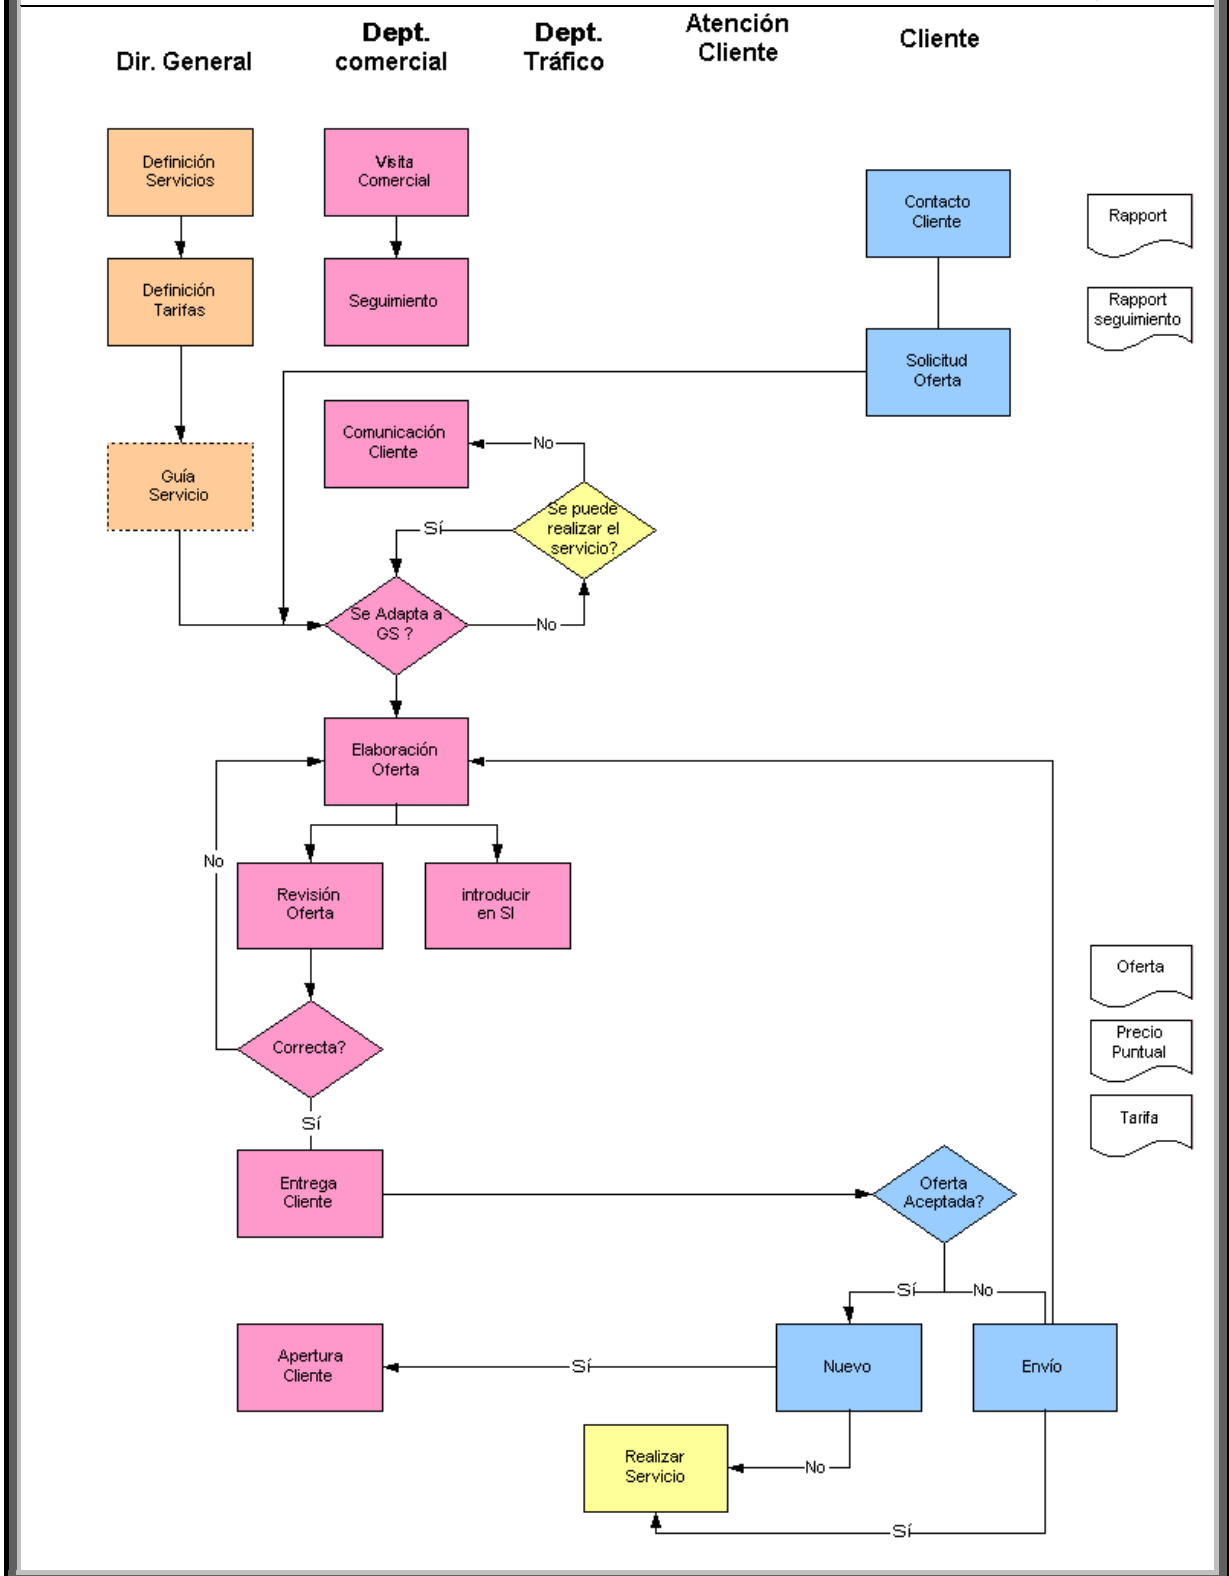 Dir. General
Dept.
comercial
Dept.
Tráfico
Atención
Cliente
Cliente
Definición
Servicios
Visita
Comercial
Contacto
Cliente
Rapport
Definición
Tarifas
Seguimiento
Rapport
seguimiento
Solicitud
Oferta
Comunicación
Cliente
No
Guía
Servicio
Se puede
realizar el
servicio?
Sí
Se Adapta a
GS ?
No
Elaboración
Oferta
No
Revisión
Oferta
introducir
en SI
Oferta
Correcta?
Precio
Puntual
Sí
Tarifa
Entrega
Cliente
Oferta
Aceptada?
Sí
No
Apertura
Cliente
Sí
Nuevo
Envío
Realizar
Servicio
No
Sí